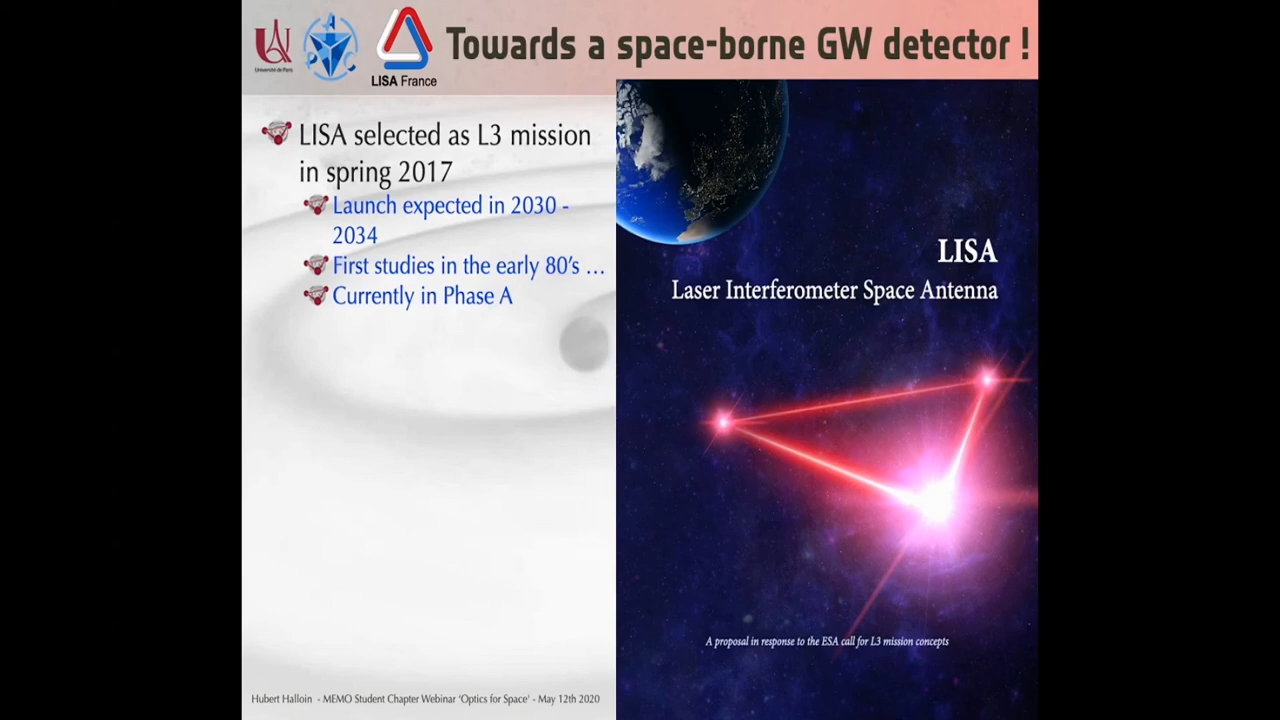 Université de Paris
A
P C
LISA France
Towards a space-borne GW detector !
LISA selected as L3 mission
in spring 2017
Launch expected in 2030 -
2034
First studies in the early 80's ...
Currently in Phase A
LISA
Laser Interferometer Space Antenna
A proposal in response to the ESA call for L3 mission concepts
Hubert Halloin - MEMO Student Chapter Webinar 'Optics for Space' - May 12th 2020